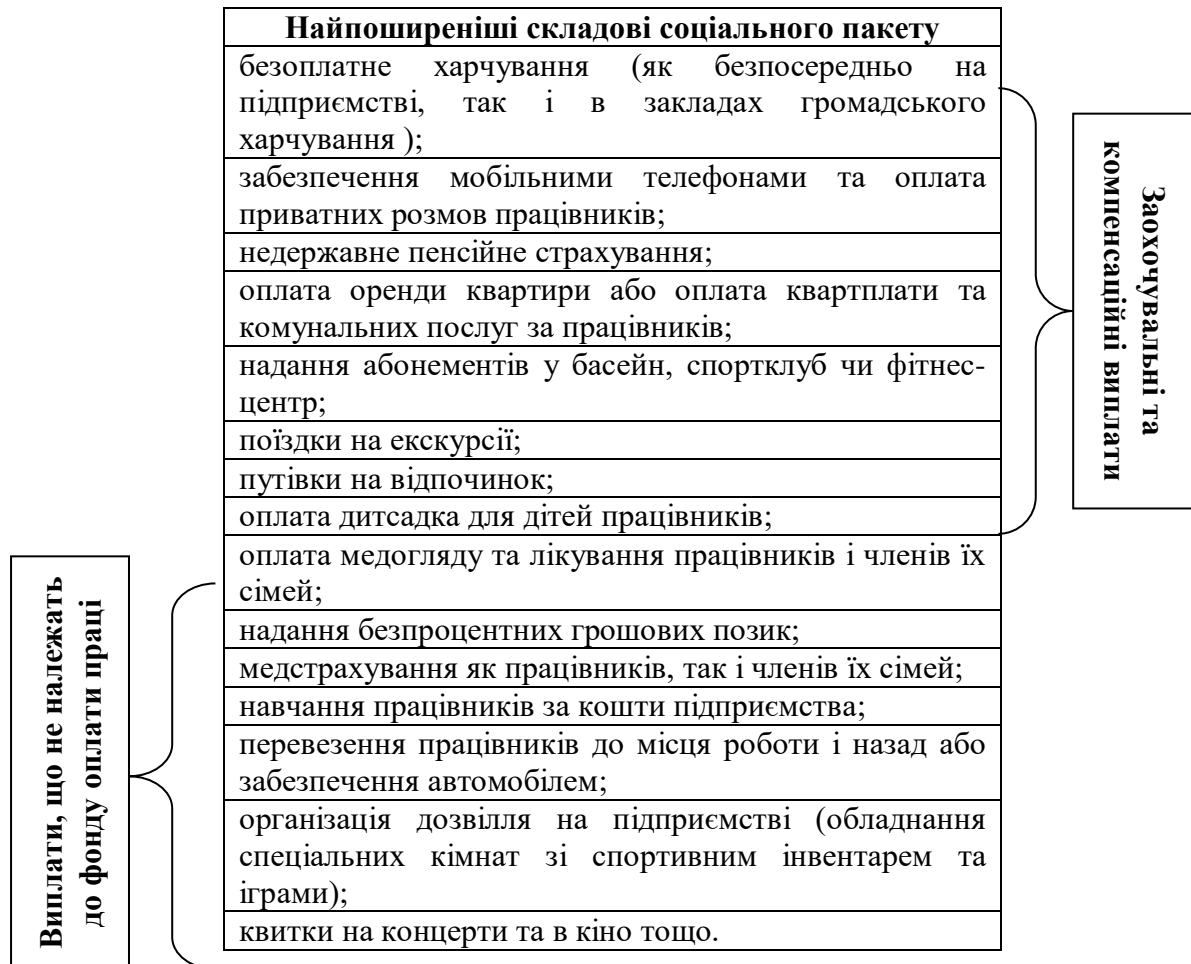 Найпоширеніші складові соціального пакету
безоплатне харчування (як безпосередньо на
підприємстві, так і в закладах громадського
харчування );
забезпечення мобільними телефонами та оплата
приватних розмов працівників;
недержавне пенсійне страхування;
оплата оренди квартири або оплата квартплати та
комунальних послуг за працівників;
надання абонементів у басейн, спортклуб чи фітнес-
центр;
поїздки на екскурсії;
путівки на відпочинок;
оплата дитсадка для дітей працівників;
оплата медогляду та лікування працівників і членів їх
сімей;
надання безпроцентних грошових позик;
медстрахування як працівників, так і членів їх сімей;
навчання працівників за кошти підприємства;
перевезення працівників до місця роботи і назад або
забезпечення автомобілем;
організація дозвілля на підприємстві (обладнання
спеціальних кімнат зі спортивним інвентарем та
іграми);
квитки на концерти та в кіно тощо.
Заохочувальні та
компенсаційні виплати
Виплати, що не належать
до фонду оплати праці